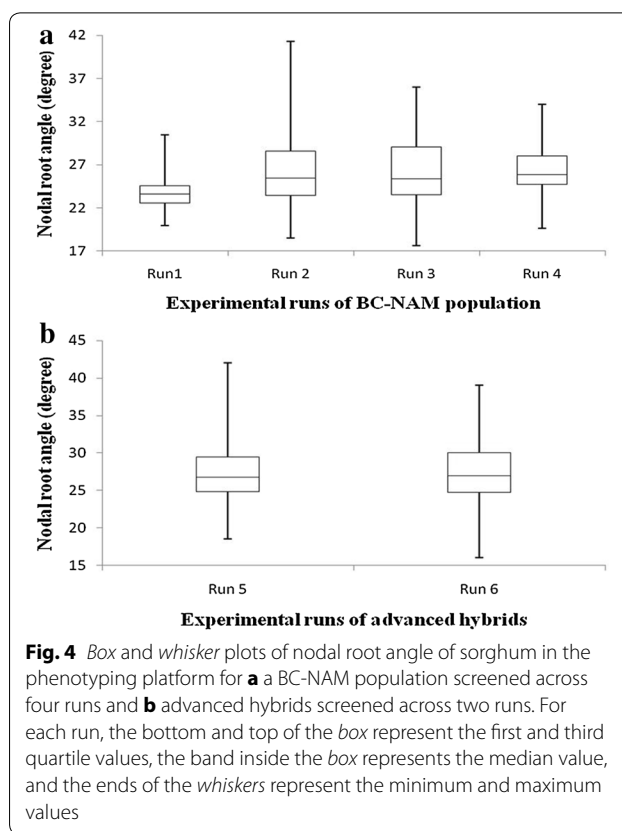 a
Nodal root angle (degree)
42
37
32
27
22
17
Run1 Run 2 Run 3 Run 4
Experimental runs of BC-NAM population
b
Nodal root angle (degree)
45
40
35
30
25
20
15
Run 5 Run 6
Experimental runs of advanced hybrids
Fig. 4 Box and whisker plots of nodal root angle of sorghum in the
phenotyping platform for a a BC-NAM population screened across
four runs and b advanced hybrids screened across two runs. For
each run, the bottom and top of the box represent the first and third
quartile values, the band inside the box represents the median value,
and the ends of the whiskers represent the minimum and maximum
values